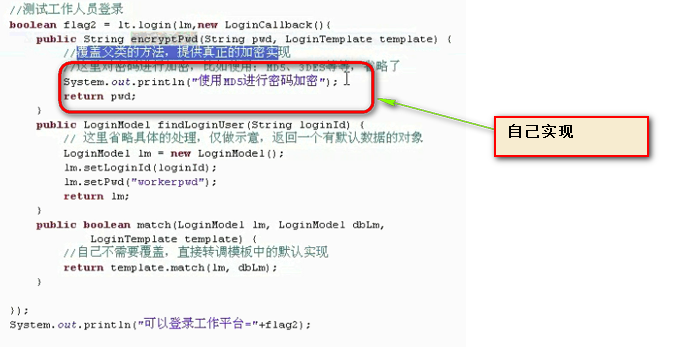 //测试工作人员登录
boolean flag2 = lt.login(lm,new LoginCallback(){
public String encryptPwd(String pwd, LoginTemplate template) {
//覆盖父类的方法，提供真正的加密实现
//这里对密码进行加密，比如使用：MD5、3DES等等，省略了
System.out.println("使用MD5进行密码加密");
return pwd;
}
public LoginModel findLoginUser(String loginId) {
// 这里省略具体的处理，仅做示意，返回一个有默认数据的对象
LoginModel lm = new LoginModel();
lm.setLoginId(loginId);
lm.setPwd("workerpwd");
return lm;
}
public boolean match(LoginModel lm, LoginModel dbLm,
LoginTemplate template) {
//自己不需要覆盖，直接转调模板中的默认实现
return template.match(lm, dbLm);
}
});
System.out.println("可以登录工作平台="+flag2);
自己实现